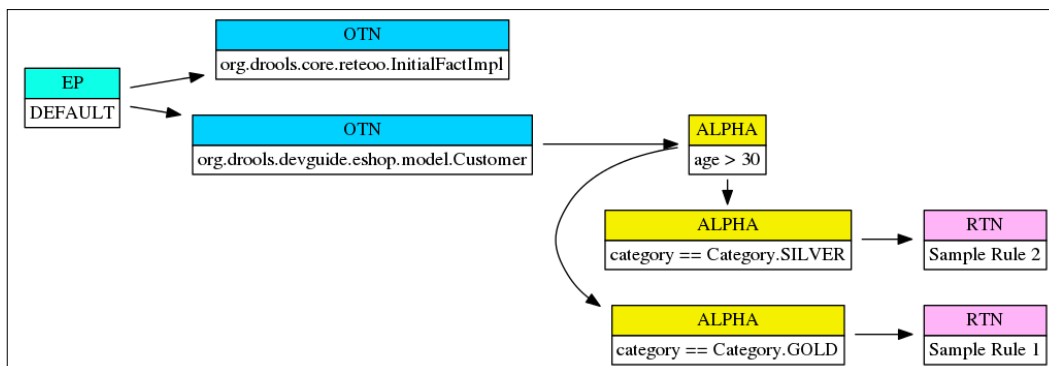 OTN
org.drools.core.reteoo.InitialFactImpl
EP
DEFAULT
OTN
org.drools.devguide.eshop.model.Customer
ALPHA
age > 30
ALPHA
category == Category.SILVER
RTN
Sample Rule 2
ALPHA
category == Category.GOLD
RTN
Sample Rule 1